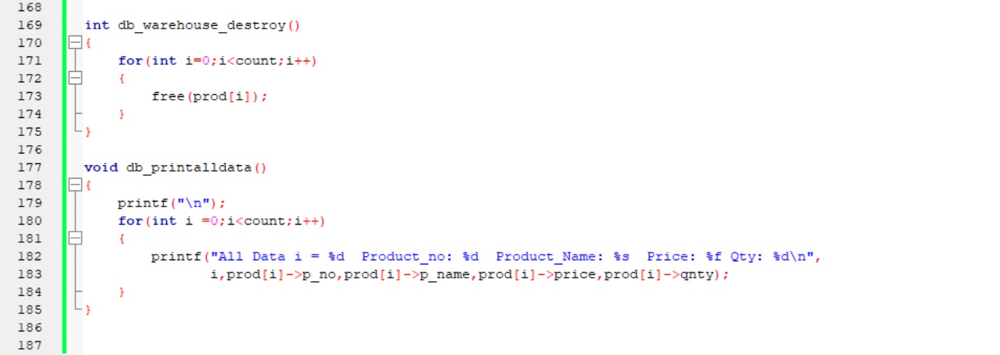 168
169 int db_warehouse_destroy()
170 {
171 for(int i=0;i<count;i++)
172 {
173 free(prod[i]);
174 }
175 }
176
177 void db_printalldata()
178 {
179 printf("\n");
180 for(int i =0;i<count;i++)
181 {
182 printf("All Data i = %d  Product_no: %d  Product_Name: %s  Price: %f Qty: %d\n",
183 i,prod[i]->p_no,prod[i]->p_name,prod[i]->price,prod[i]->qnty);
184 }
185 }
186
187